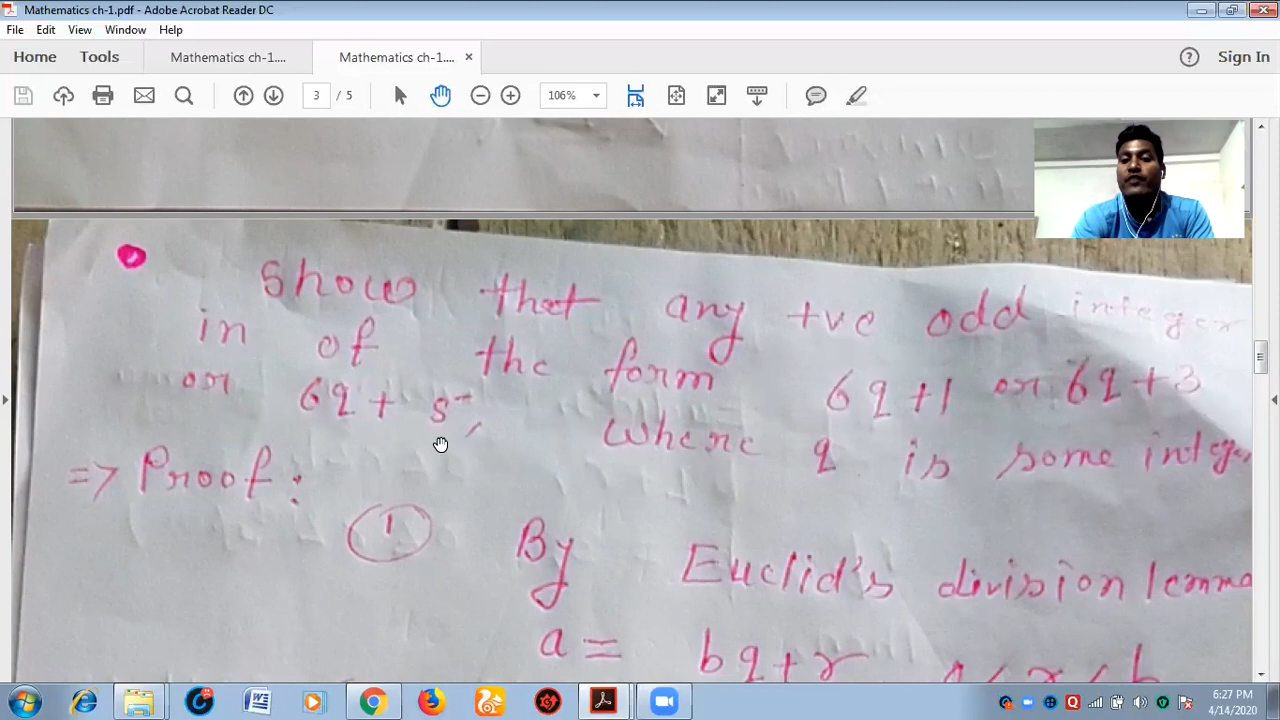 Mathematics ch-1.pdf - Adobe Acrobat Reader DC
File Edit View Window Help
Home Tools Mathematics ch-1.... Mathematics ch-1.... × Sign In
3 / 5 106%
Show that any +ve odd integer
in of the form 6q+1 or 6q+3
or 6q + 5, where q is some integer
=> Proof:
1 By Euclid's division lemma
a = bq+r
6:27 PM
4/14/2020